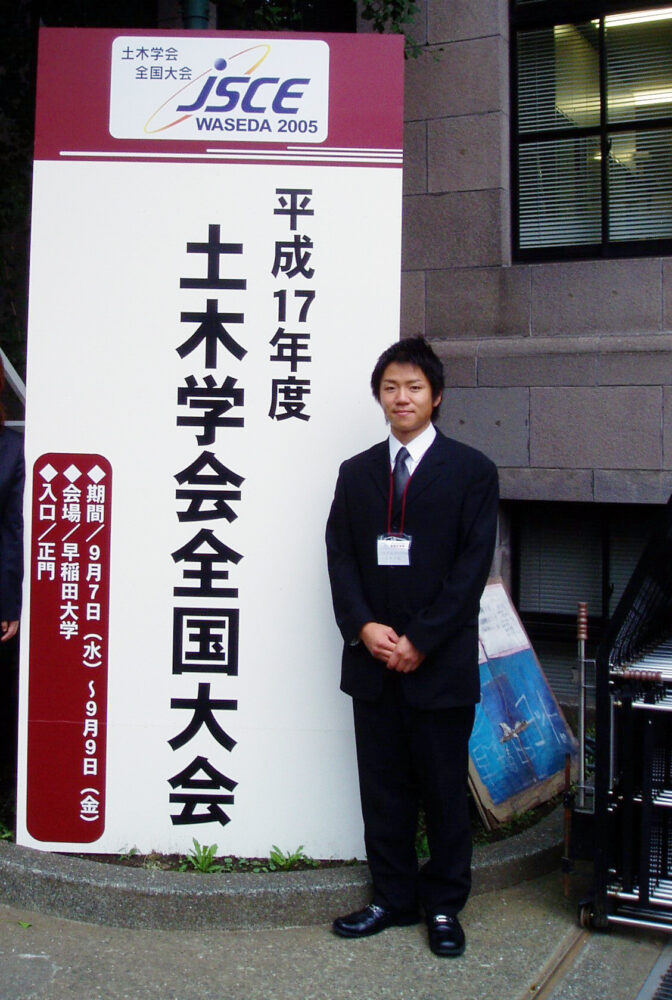 土木学会
全国大会
JSCE
WASEDA 2005
平成17年度
土木学会全国大会
◆期間／9月7日（水）～9月9日（金）
◆会場／早稲田大学
◆入口／正門